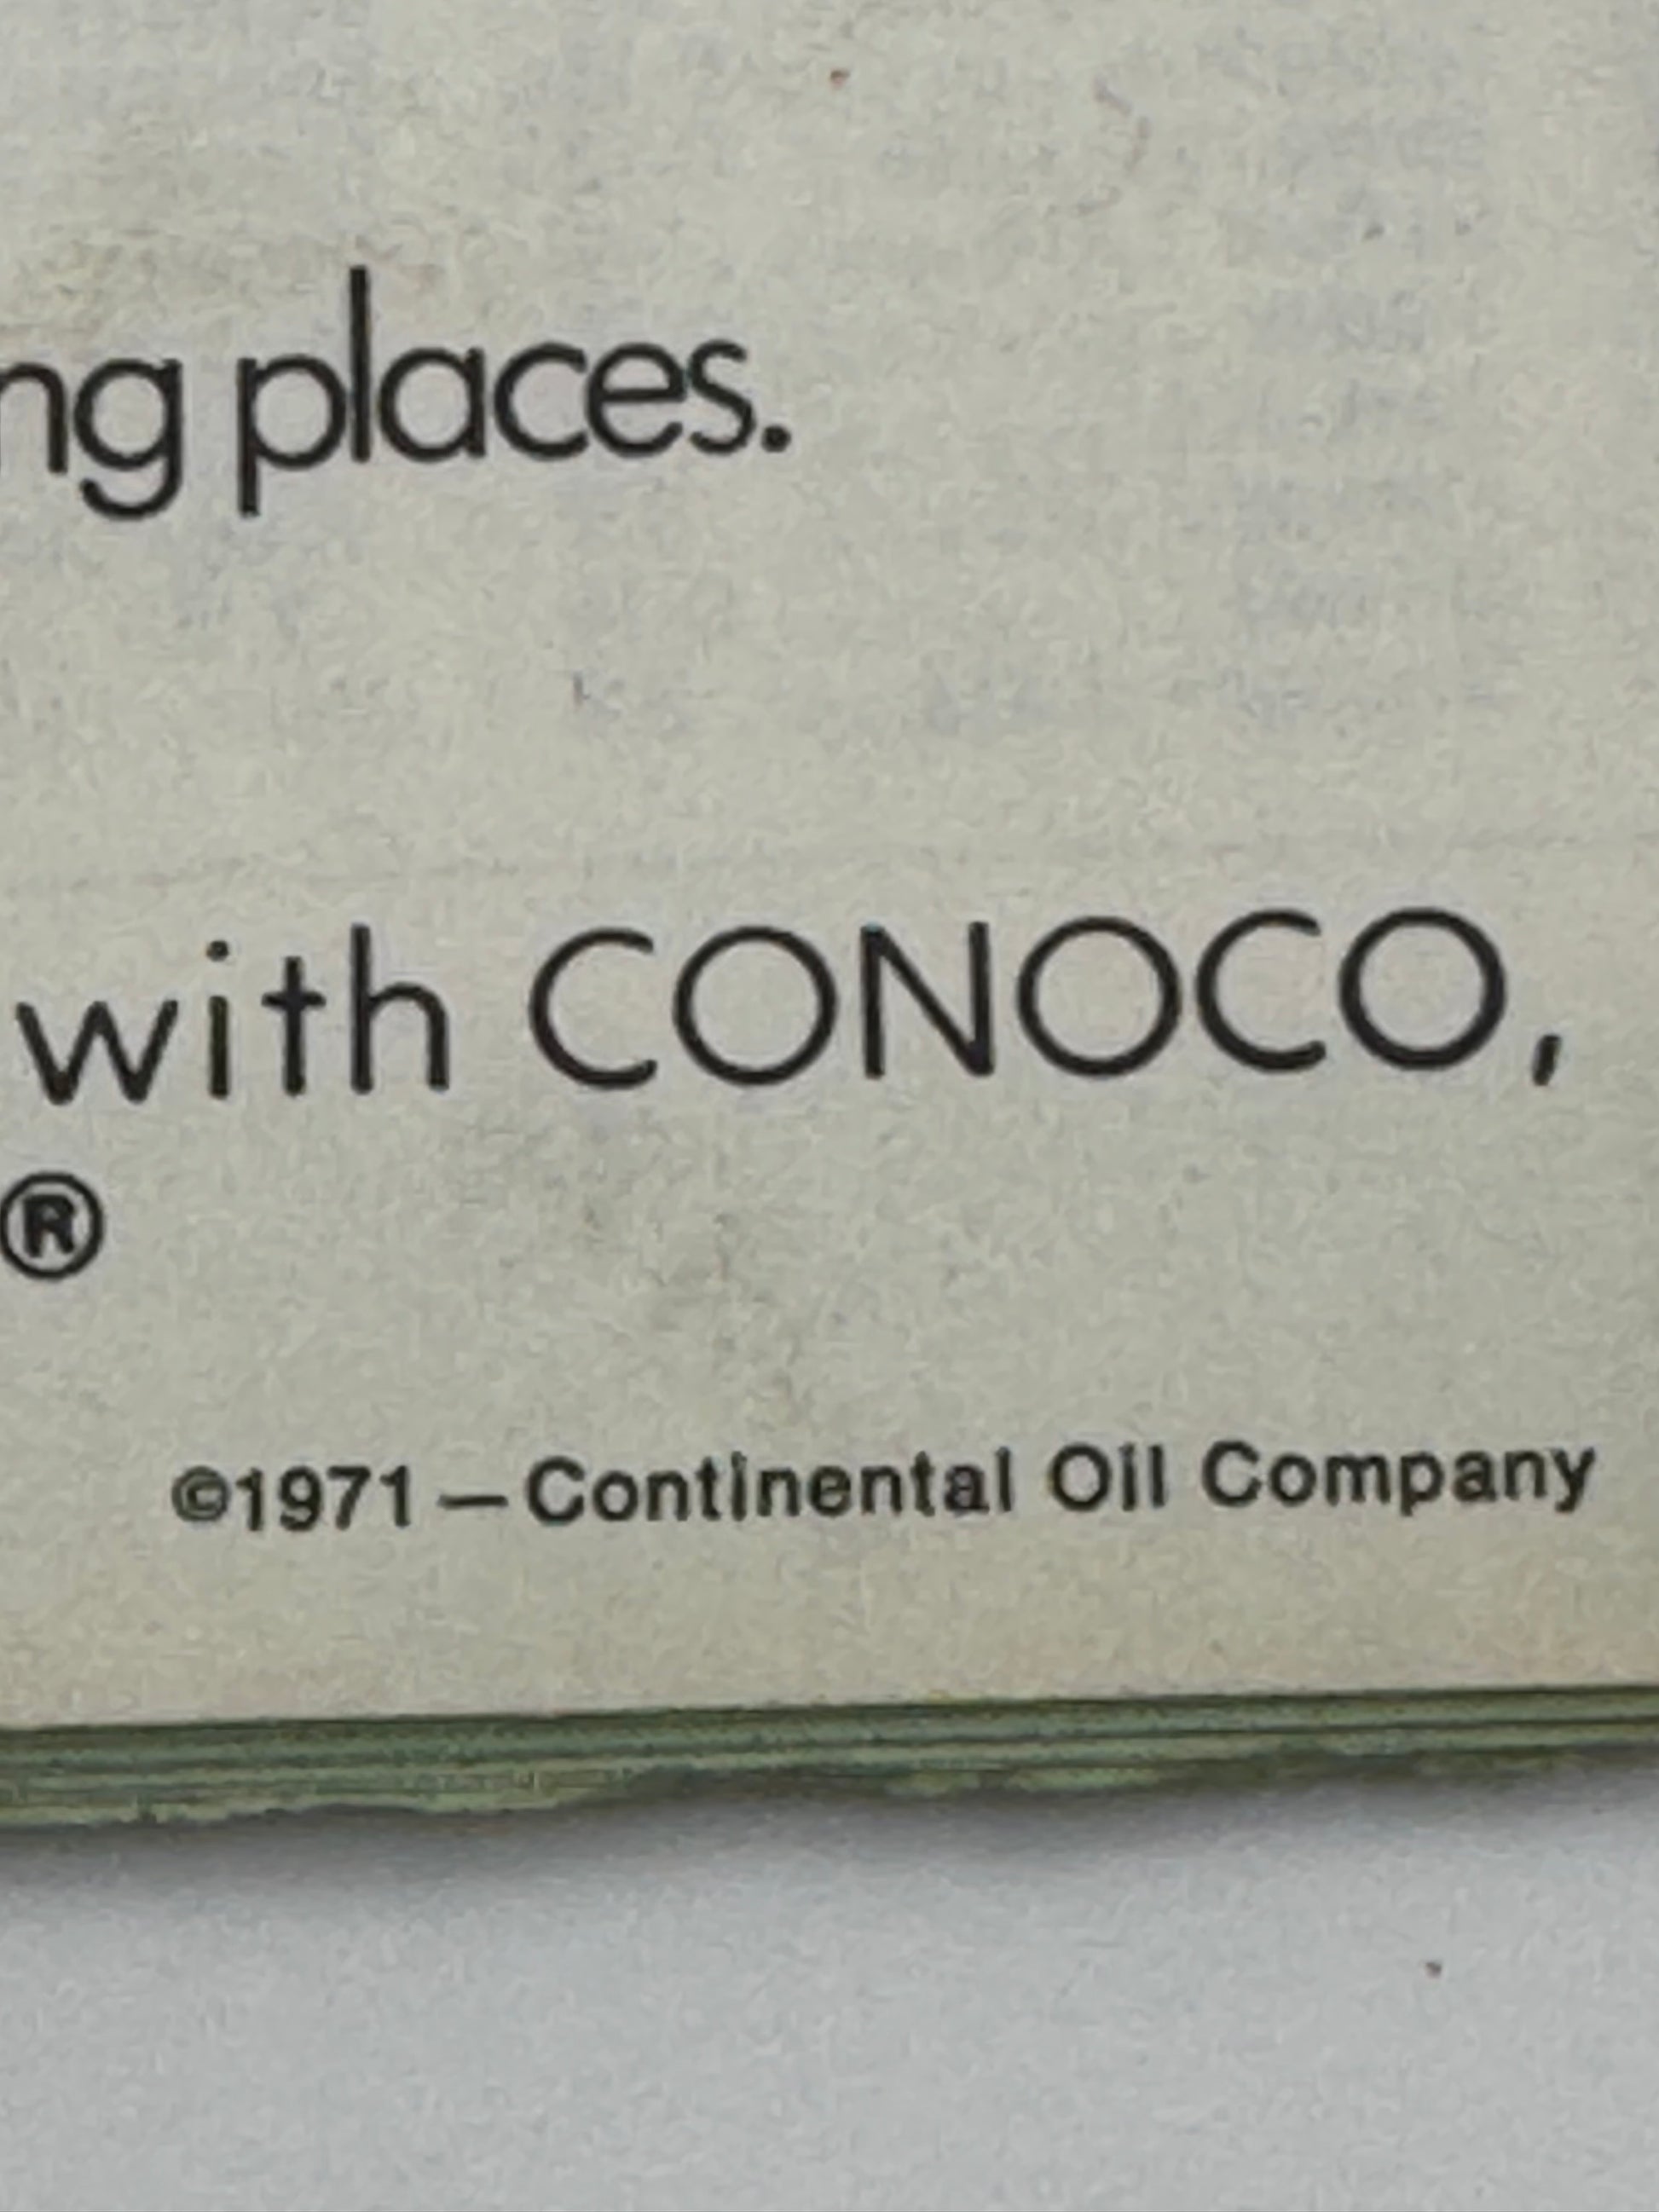 ng places.
with CONOCO,
®
©1971—Continental Oil Company